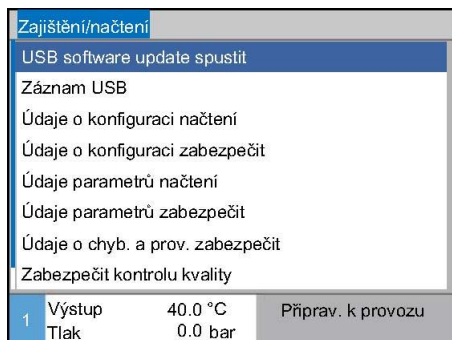 Zajištění/načtení
USB software update spustit
Záznam USB
Údaje o konfiguraci načtení
Údaje o konfiguraci zabezpečit
Údaje parametrů načtení
Údaje parametrů zabezpečit
Údaje o chyb. a prov. zabezpečit
Zabezpečit kontrolu kvality
1 Výstup 40.0 °C Připrav. k provozu
Tlak 0.0 bar